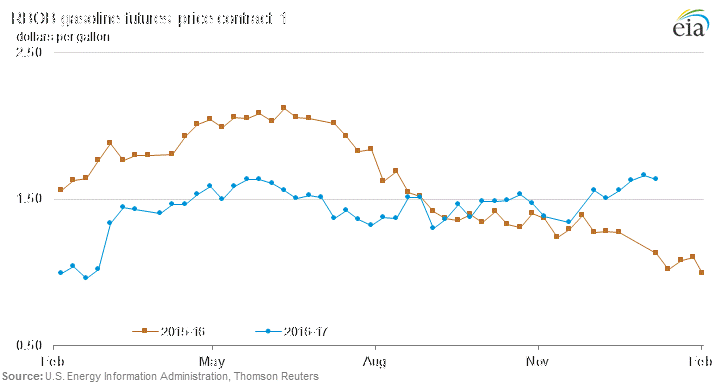 RBOB gasoline futures price contract 1
dollars per gallon
eia
2.50
1.50
0.50
2015-16
2016-17
Feb
May
Aug
Nov
Feb
Source: U.S. Energy Information Administration, Thomson Reuters